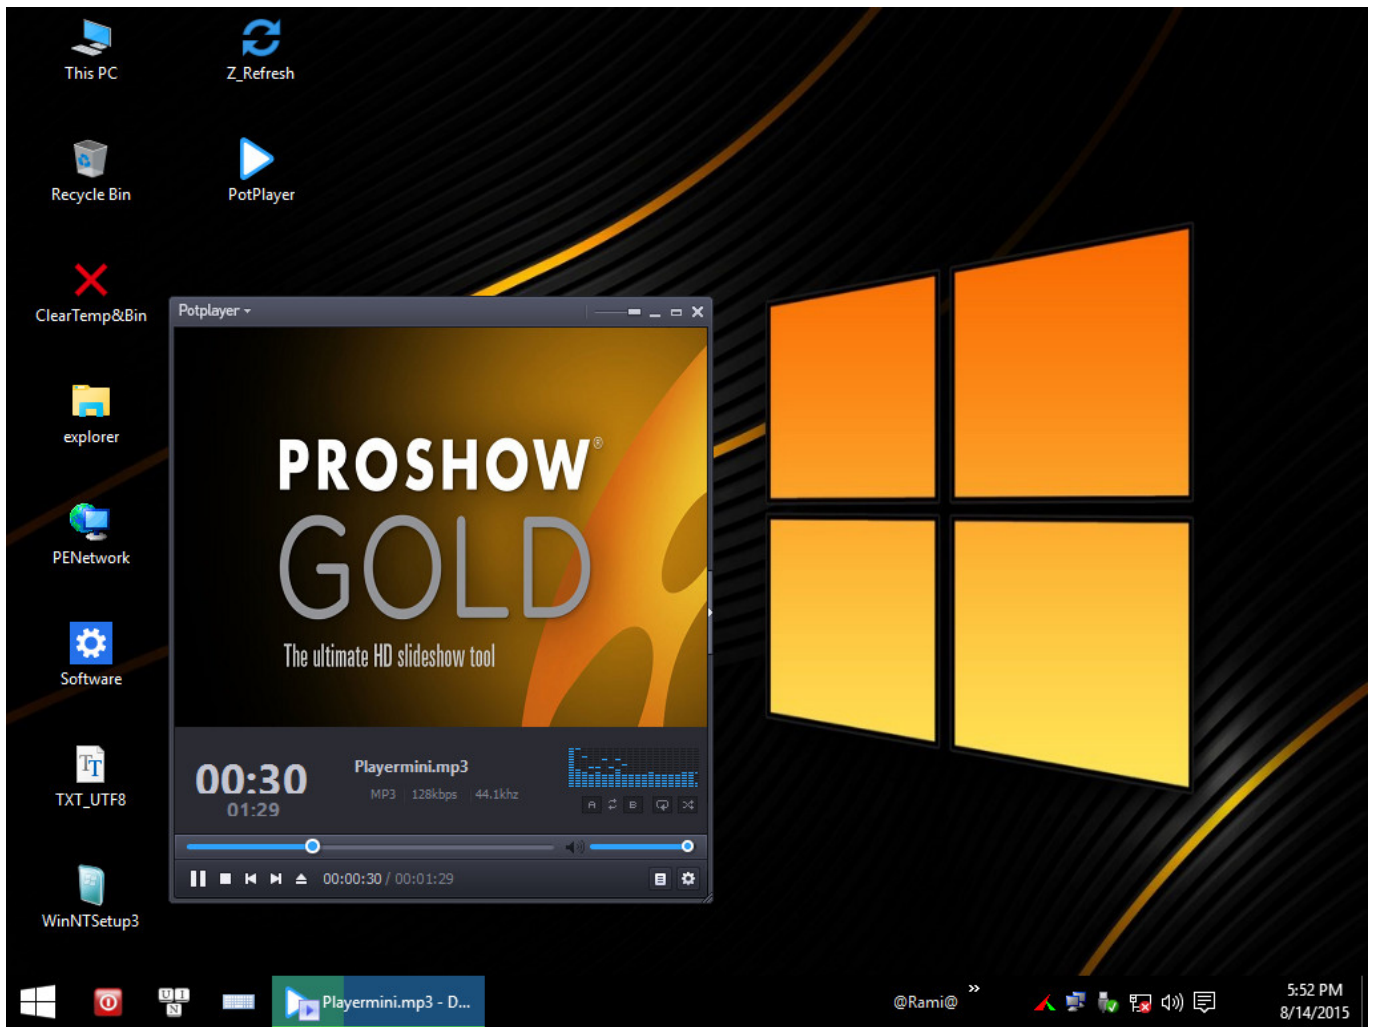 This PC
Z_Refresh
Recycle Bin
PotPlayer
ClearTemp&Bin
explorer
PENetwork
Software
TXT_UTF8
WinNTSetup3
Potplayer
PROSHOW®
GOLD
The ultimate HD slideshow tool
00:30
01:29
Playermini.mp3
MP3 128kbps 44.1khz
A B
00:00:30 / 00:01:29
U I
N
Playermini.mp3 - D...
@Rami@ »
5:52 PM
8/14/2015